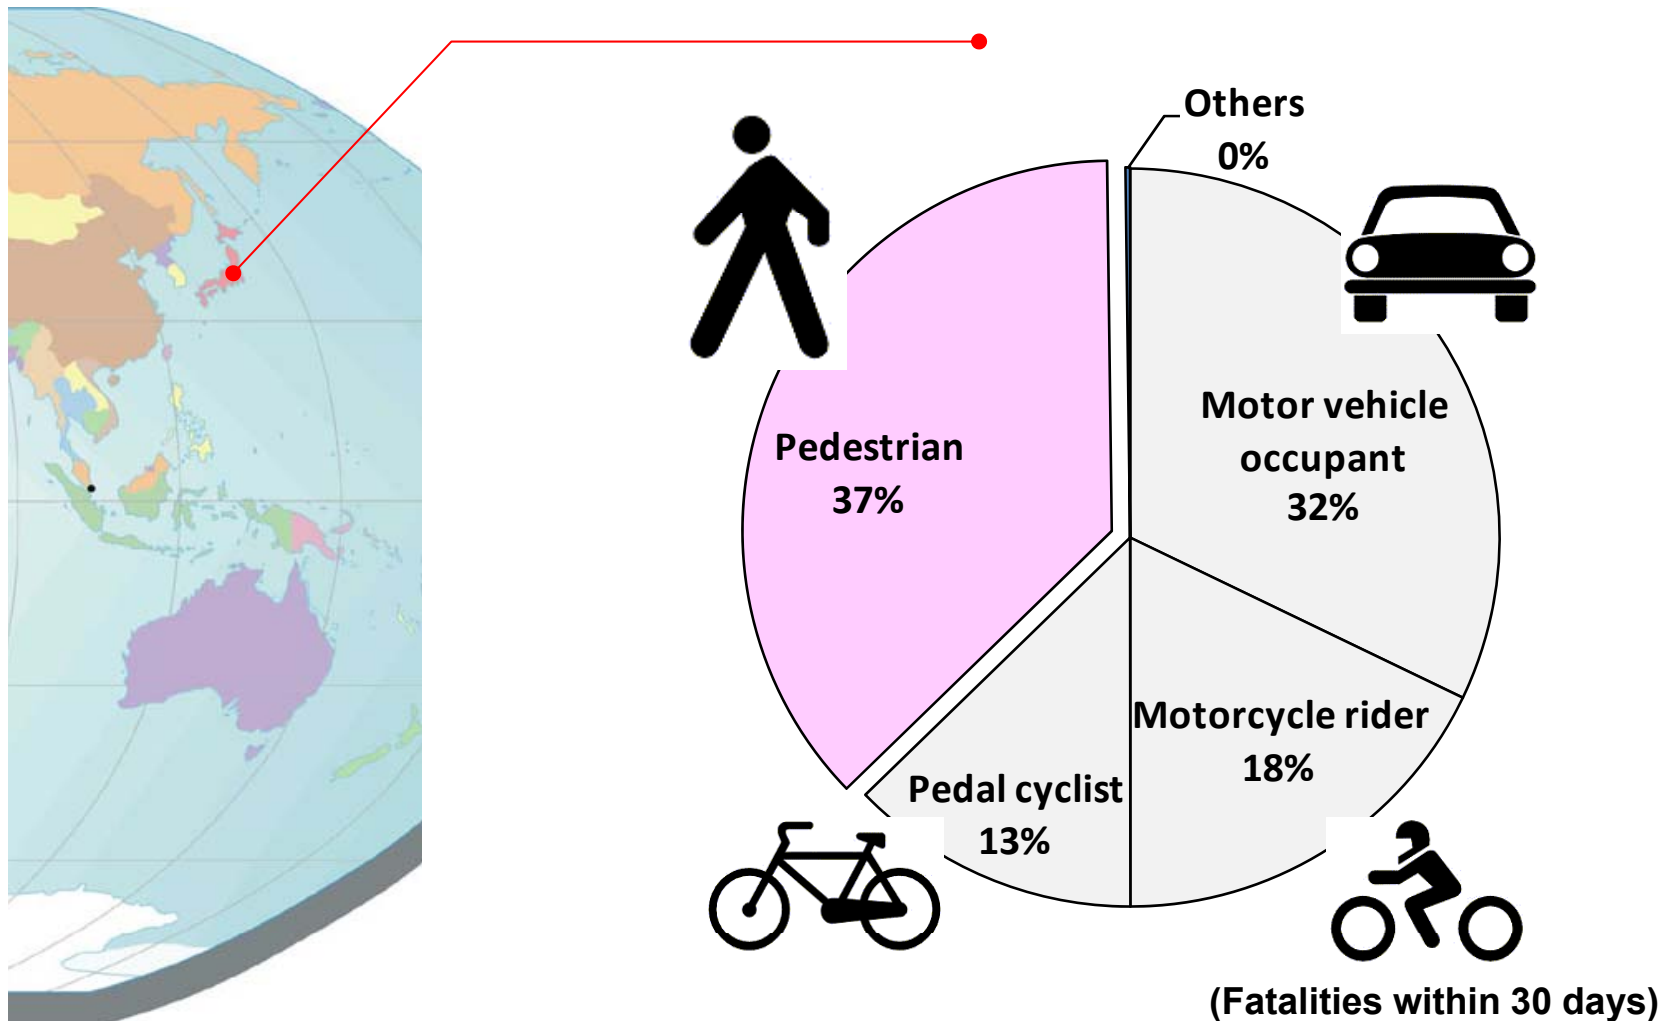 Others
0%
Motor vehicle
occupant
32%
Pedestrian
37%
Motorcycle rider
18%
Pedal cyclist
13%
(Fatalities within 30 days)